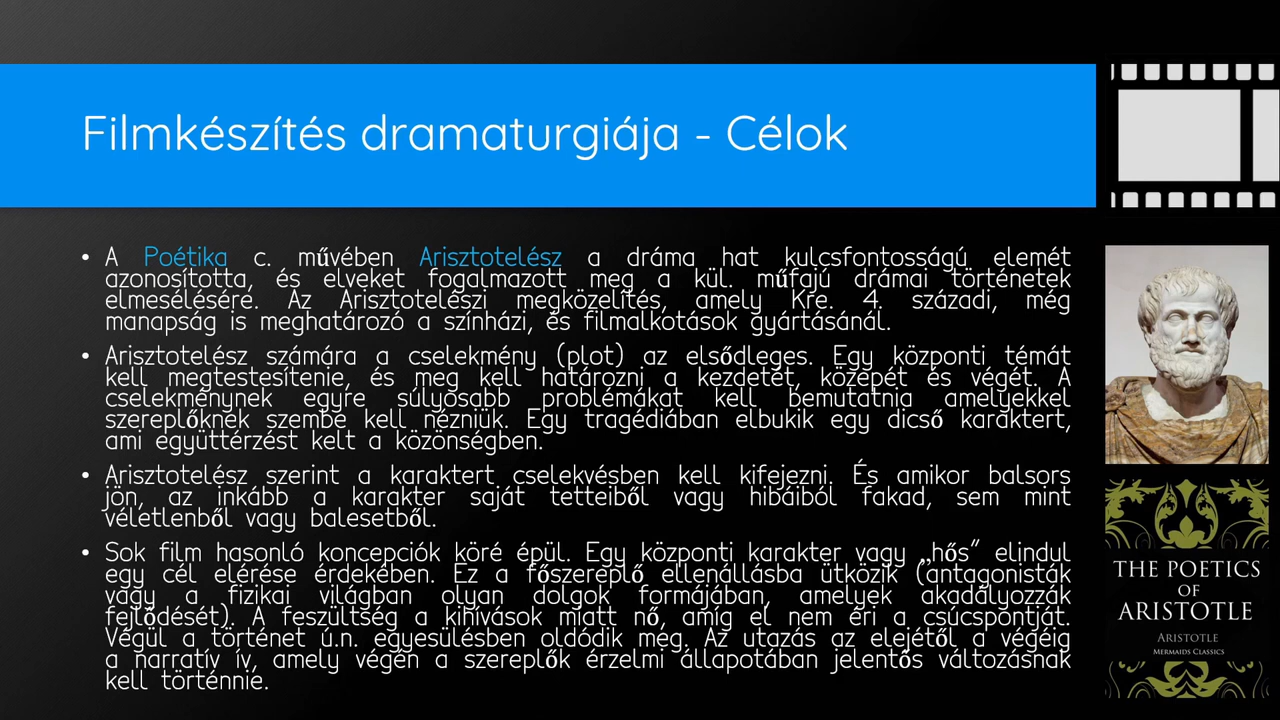 Filmkészítés dramaturgiája - Célok
• A Poétika c. művében Arisztotelész a dráma hat kulcsfontosságú elemét
azonosította, és elveket fogalmazott meg a kül. műfajú drámai történetek
elmesélésére. Az Arisztotelészi megközelítés, amely Kre. 4. századi, még
manapság is meghatározó a színházi, és filmalkotások gyártásánál.
• Arisztotelész számára a cselekmény (plot) az elsődleges. Egy központi témát
kell megtestesítenie, és meg kell határozni a kezdetét, közepét és végét. A
cselekménynek egyre súlyosabb problémákat kell bemutatnia amelyekkel
szereplőknek szembe kell nézniük. Egy tragédiában elbukik egy dicső karaktert,
ami együttérzést kelt a közönségben.
• Arisztotelész szerint a karaktert cselekvésben kell kifejezni. És amikor balsors
jön, az inkább a karakter saját tetteiből vagy hibáiból fakad, sem mint
véletlenből vagy balesetből.
• Sok film hasonló koncepciók köré épül. Egy központi karakter vagy „hős” elindul
egy cél elérése érdekében. Ez a főszereplő ellenállásba ütközik (antagonisták
vagy a fizikai világban olyan dolgok formájában, amelyek akadályozzák
fejlődését). A feszültség a kihívások miatt nő, amíg el nem éri a csúcspontját.
Végül a történet ú.n. egyesülésben oldódik meg. Az utazás az elejétől a végéig
a narratív ív, amely végén a szereplők érzelmi állapotában jelentős változásnak
kell történnie.
THE POETICS
OF
ARISTOTLE
ARISTOTLE
MERMAIDS CLASSICS